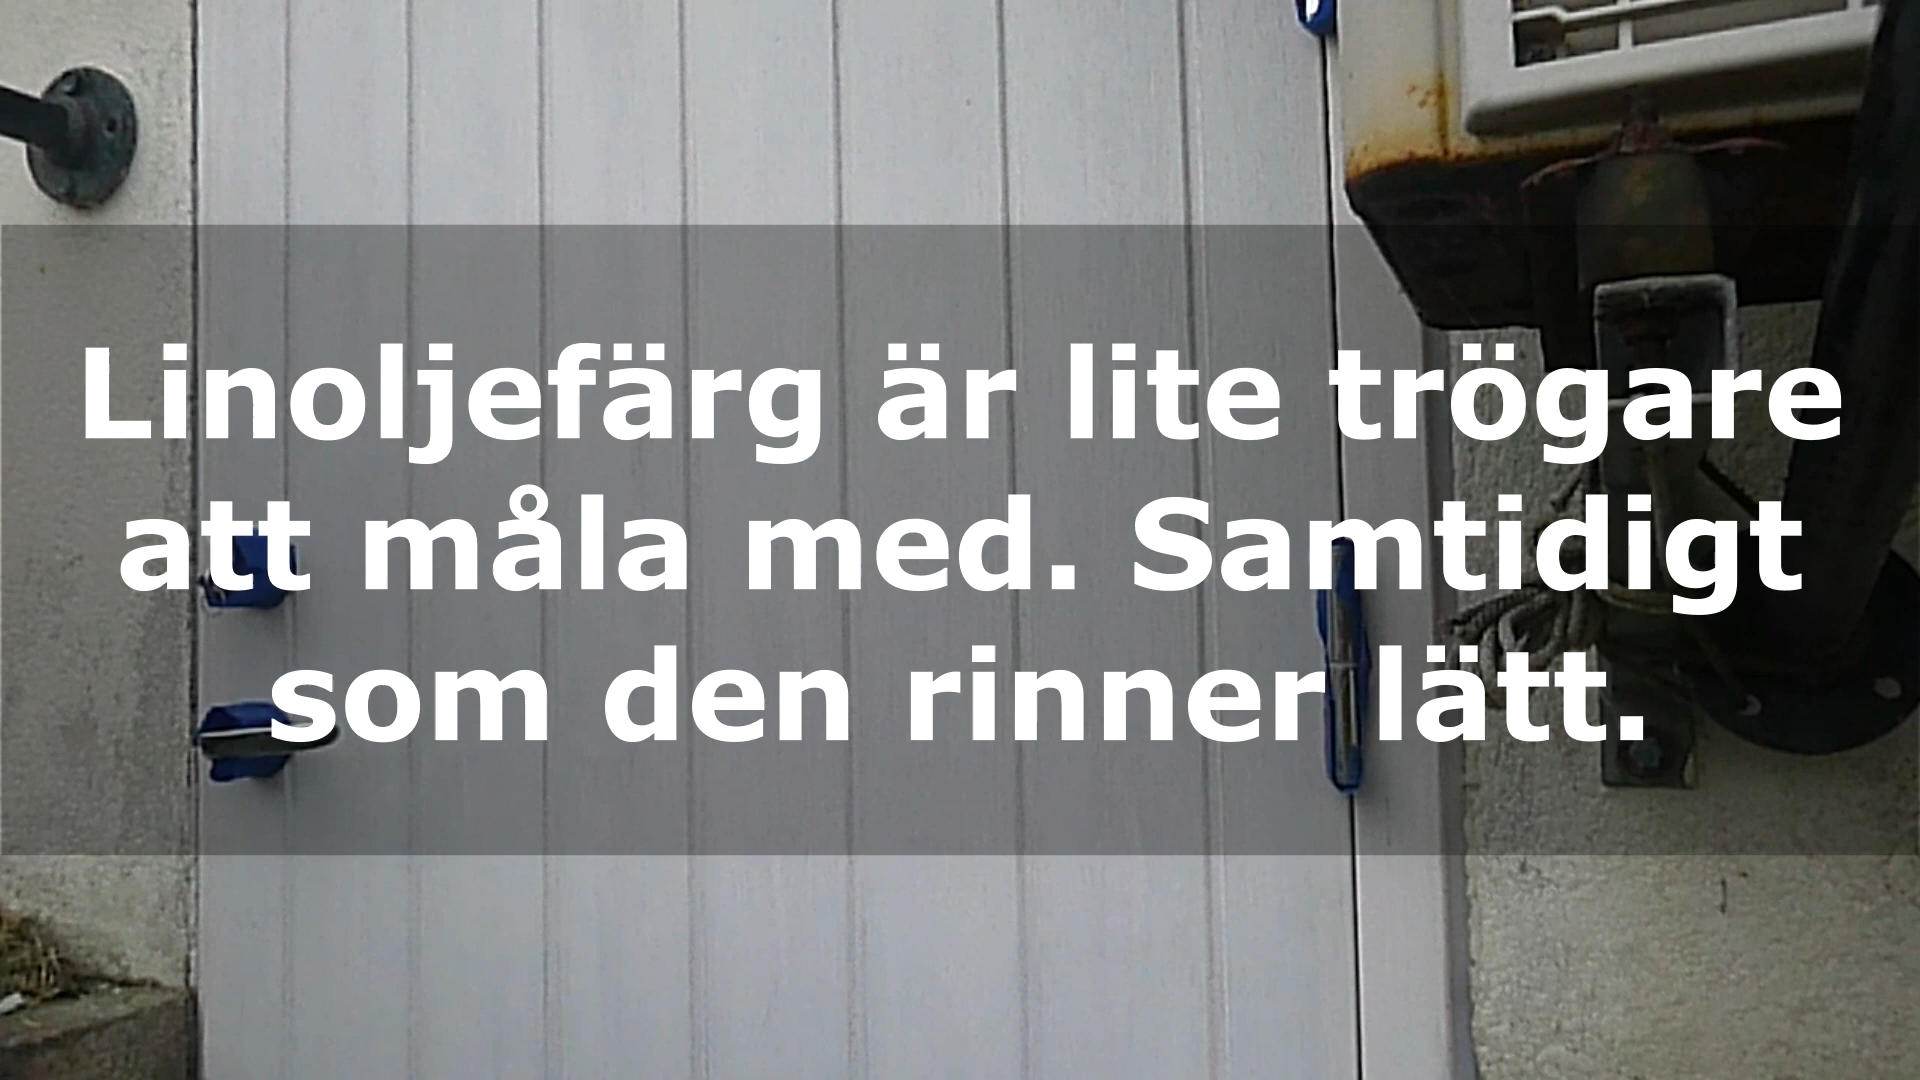 Linoljefärg är lite trögare
att måla med. Samtidigt
som den rinner lätt.